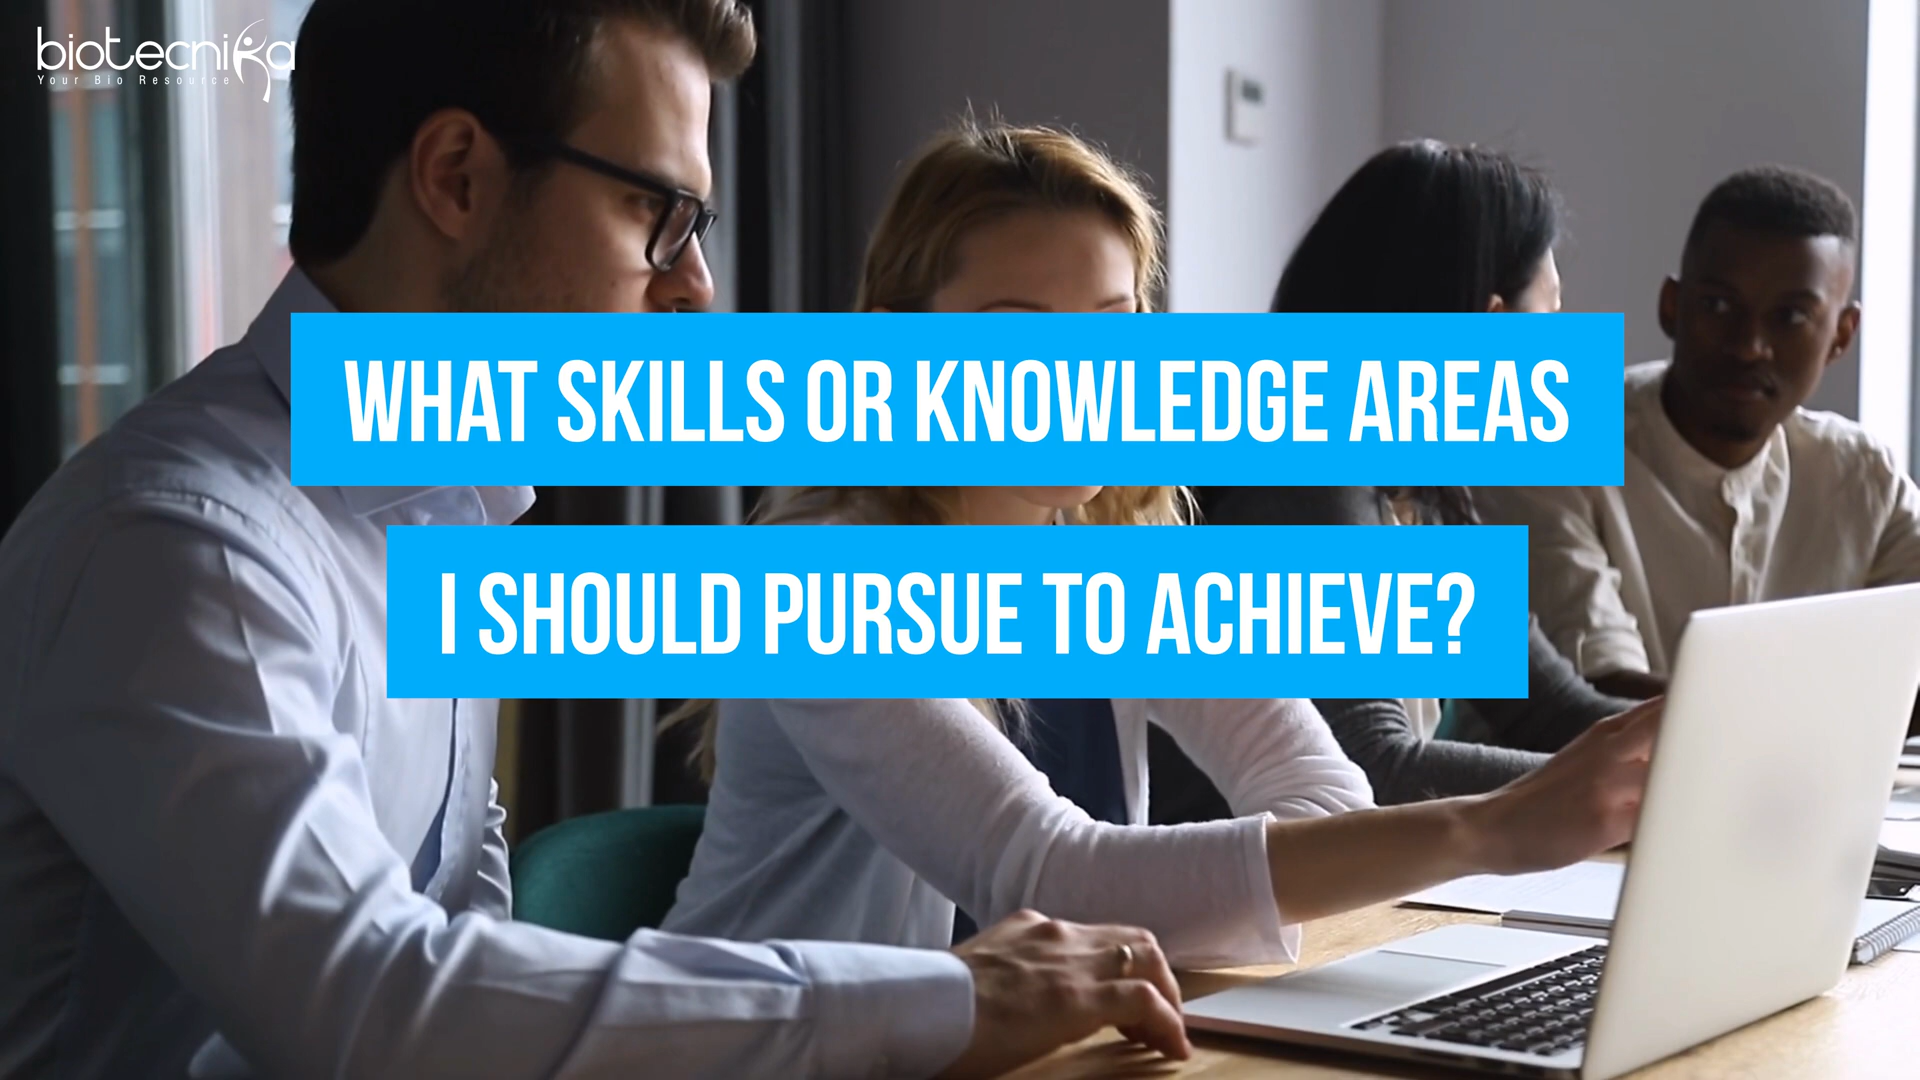 biotecnika
Your Bio Resource
WHAT SKILLS OR KNOWLEDGE AREAS
I SHOULD PURSUE TO ACHIEVE?